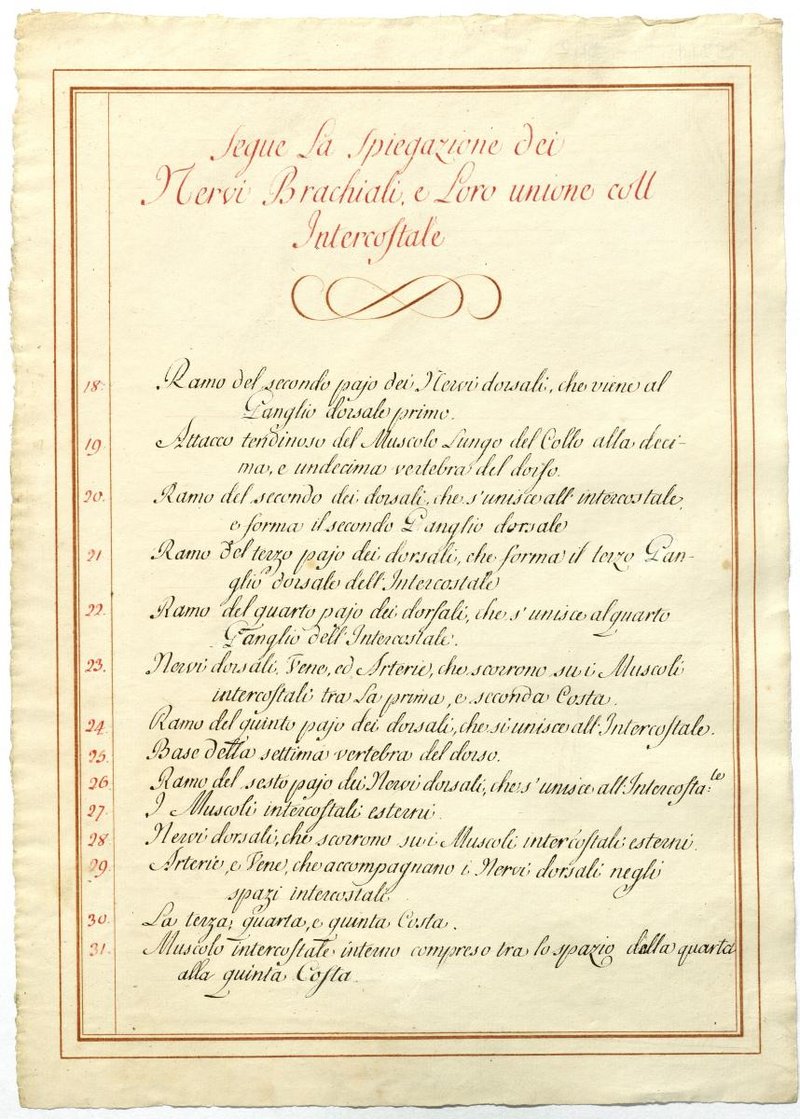 Segue La Spiegazione dei
Nervi Brachiali, e Loro unione coll
Intercoſtale
18. Ramo del secondo pajo dei Nervi dorsali, che viene al
Ganglio dorsale primo.
19. Attacco tendinoso del Muscolo Lungo del Collo alla deci-
ma, e undecima vertebra del dorſo.
20. Ramo del secondo dei dorsali, che s'unisce all'intercostale,
e forma il secondo Ganglio dorsale
21 Ramo del terzo pajo dei dorsali, che forma il terzo Gan-
glio dorsale dell'Intercostale
22. Ramo del quarto pajo dei dorſali, che s'unisce al quarto
Ganglio dell'Intercostale.
23. Nervi dorsali, Vene, ed Arterie, che scorrono su i Muscoli
intercoſtali tra La prima, e seconda Costa.
24. Ramo del quinto pajo dei dorsali, che si unisce all'Intercoſtale.
25. Base della settima vertebra del dorso.
26. Ramo del sesto pajo dei Nervi dorsali, che s'unisce all'Intercoſta:le
27. I Muscoli intercoſtali esterni.
28. Nervi dorsali, che scorrono su i Muscoli intercoſtali esterni.
29. Arterie, e Vene, che accompagnano i Nervi dorsali negli
spazi intercoſtali
30. La terza, quarta, e quinta Costa.
31. Muscolo intercoſtale interno compreso tra lo spazio dalla quarta
alla quinta Coſta.